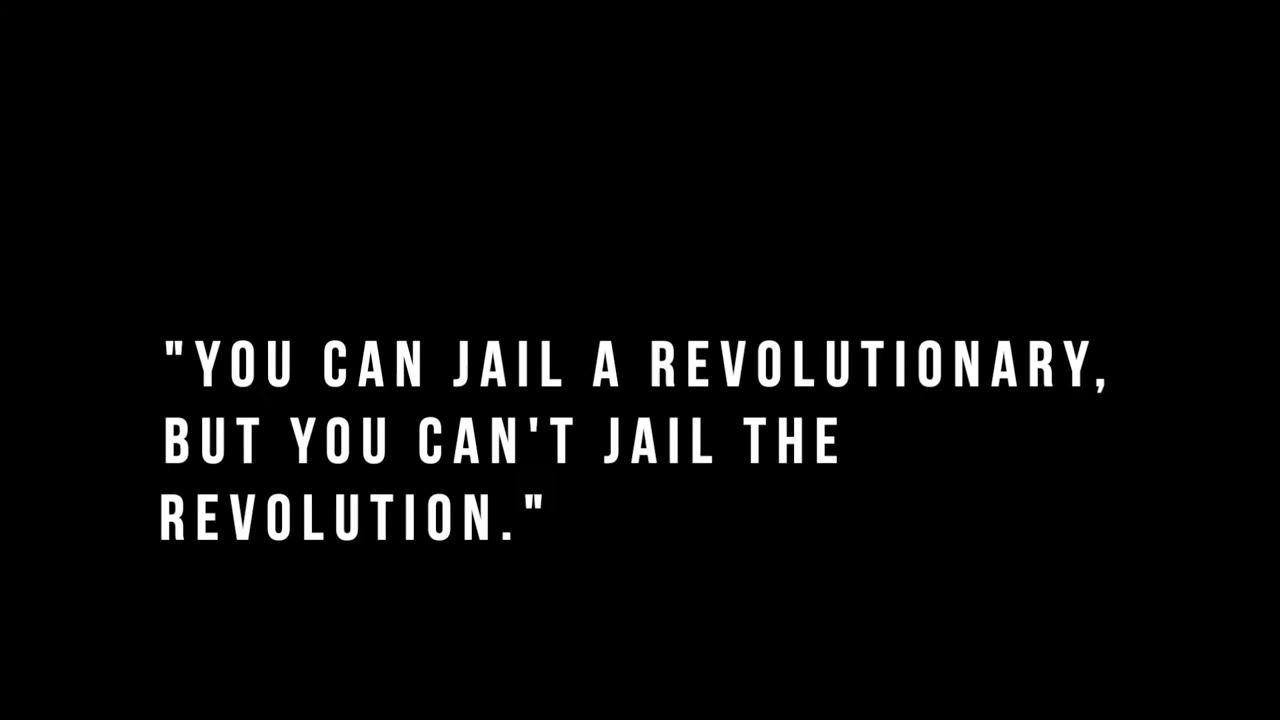 "YOU CAN JAIL A REVOLUTIONARY,
BUT YOU CAN'T JAIL THE
REVOLUTION."